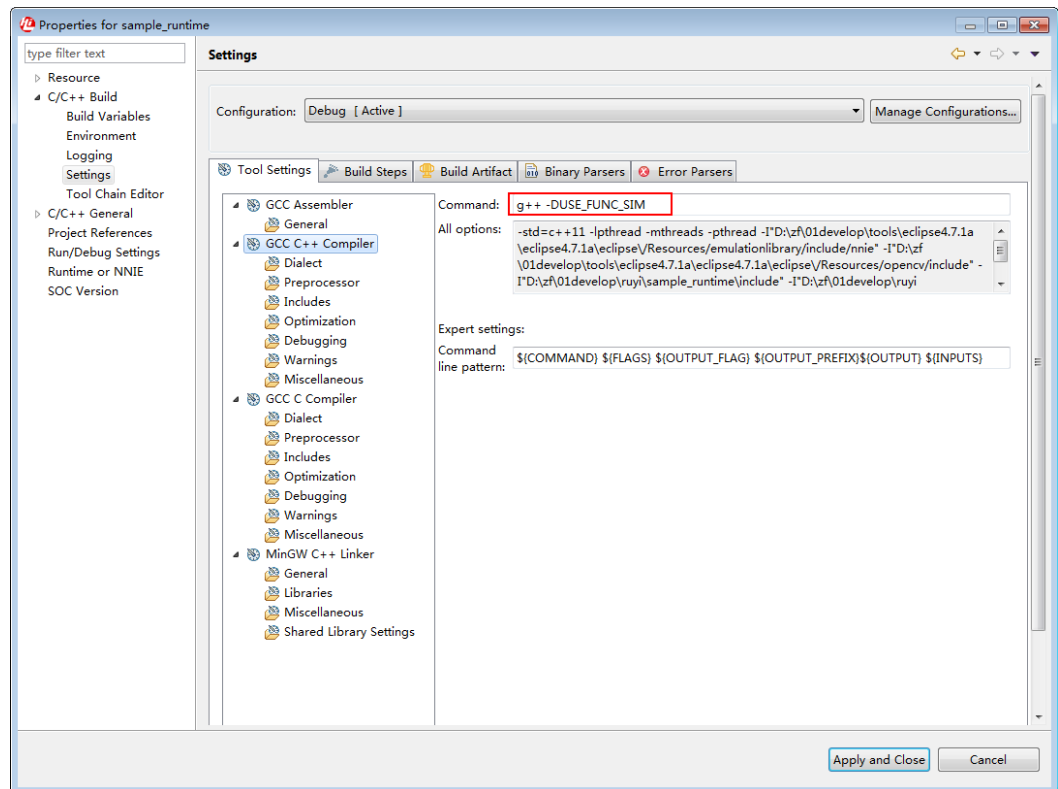 Properties for sample_runtime
type filter text
Resource
C/C++ Build
Build Variables
Environment
Logging
Settings
Tool Chain Editor
C/C++ General
Project References
Run/Debug Settings
Runtime or NNIE
SOC Version
Settings
Configuration: Debug [ Active ]
Manage Configurations...
Tool Settings
Build Steps
Build Artifact
Binary Parsers
Error Parsers
GCC Assembler
General
GCC C++ Compiler
Dialect
Preprocessor
Includes
Optimization
Debugging
Warnings
Miscellaneous
GCC C Compiler
Dialect
Preprocessor
Includes
Optimization
Debugging
Warnings
Miscellaneous
MinGW C++ Linker
General
Libraries
Miscellaneous
Shared Library Settings
Command: g++ -DUSE_FUNC_SIM
All options: -std=c++11 -lpthread -mthreads -pthread -I"D:\zf\01develop\tools\eclipse4.7.1a
\eclipse4.7.1a\eclipse\/Resources/emulationlibrary/include/nnie" -I"D:\zf
\01develop\tools\eclipse4.7.1a\eclipse4.7.1a\eclipse\/Resources/opencv/include" -
I"D:\zf\01develop\ruyi\sample_runtime\include" -I"D:\zf\01develop\ruyi
Expert settings:
Command
line pattern: ${COMMAND} ${FLAGS} ${OUTPUT_FLAG} ${OUTPUT_PREFIX}${OUTPUT} ${INPUTS}
Apply and Close
Cancel